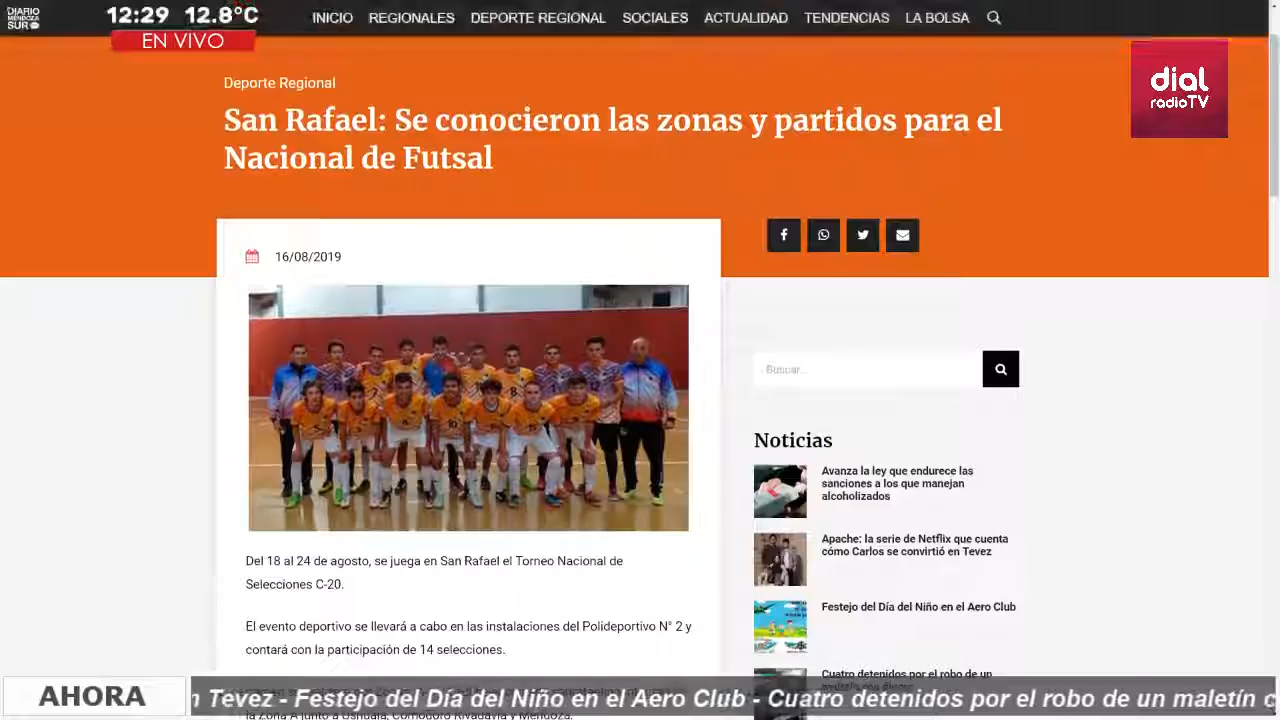 DIARIO
MENDOZA
SUR
12:29 12.8°C
EN VIVO
INICIO REGIONALES DEPORTE REGIONAL SOCIALES ACTUALIDAD TENDENCIAS LA BOLSA
dial
radioTV
Deporte Regional
San Rafael: Se conocieron las zonas y partidos para el
Nacional de Futsal
16/08/2019
Del 18 al 24 de agosto, se juega en San Rafael el Torneo Nacional de
Selecciones C-20.
El evento deportivo se llevará a cabo en las instalaciones del Polideportivo N° 2 y
contará con la participación de 14 selecciones.
la Zona A junto a Ushuaia, Comodoro Rivadavia y Mendoza.
Buscar...
Noticias
Avanza la ley que endurece las
sanciones a los que manejan
alcoholizados
Apache: la serie de Netflix que cuenta
cómo Carlos se convirtió en Tevez
Festejo del Día del Niño en el Aero Club
Cuatro detenidos por el robo de un
AHORA
n Tevez - Festejo del Día del Niño en el Aero Club - Cuatro detenidos por el robo de un maletín c